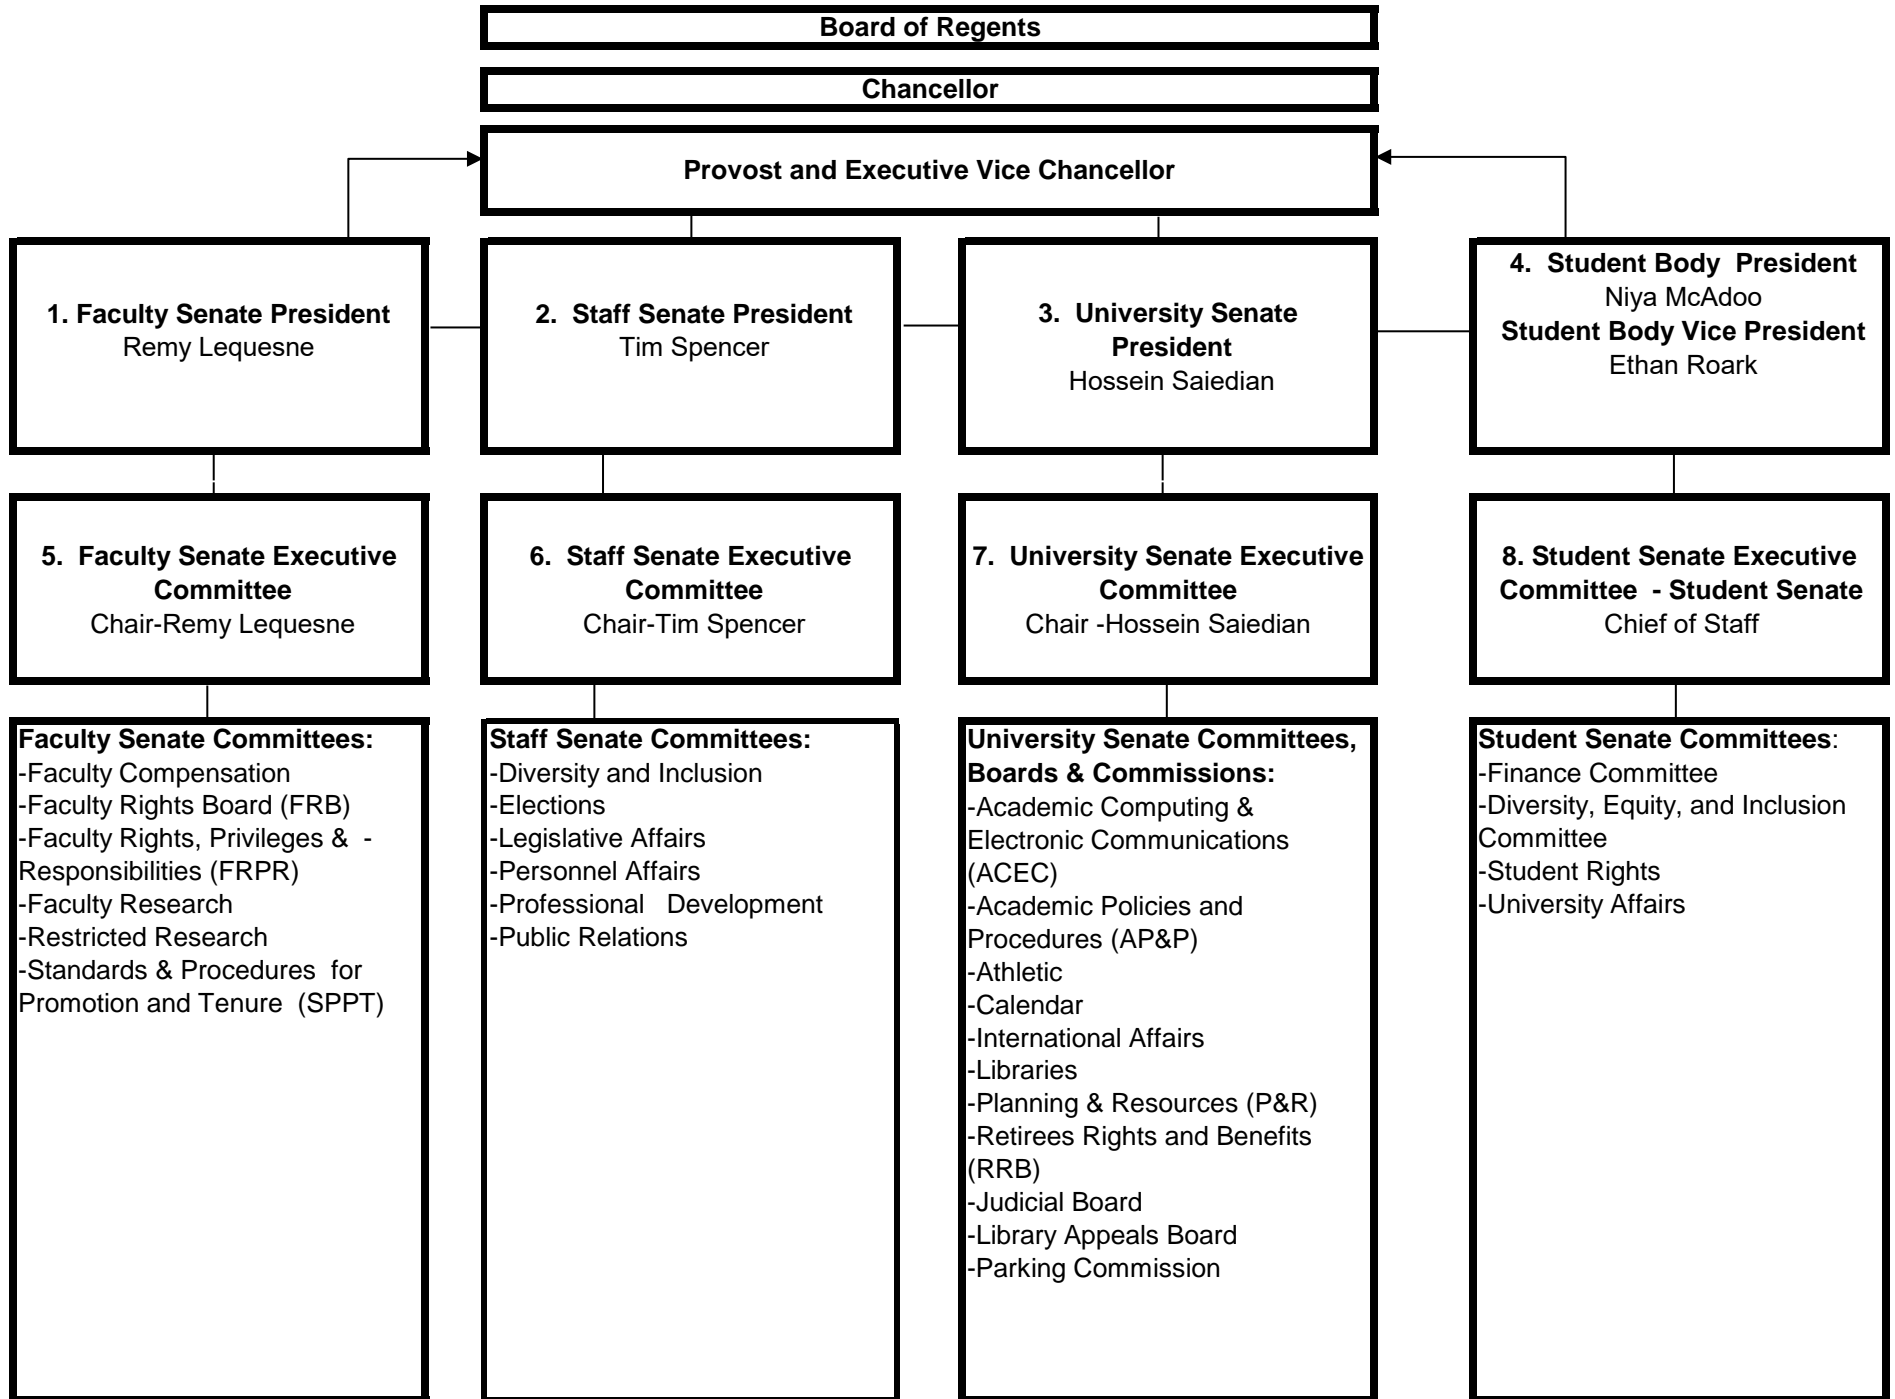 Board of Regents
Chancellor
Provost and Executive Vice Chancellor
1. Faculty Senate President
Remy Lequesne
2. Staff Senate President
Tim Spencer
3. University Senate
President
Hossein Saiedian
4. Student Body President
Niya McAdoo
Student Body Vice President
Ethan Roark
5. Faculty Senate Executive
Committee
Chair-Remy Lequesne
6. Staff Senate Executive
Committee
Chair-Tim Spencer
7. University Senate Executive
Committee
Chair -Hossein Saiedian
8. Student Senate Executive
Committee - Student Senate
Chief of Staff
Faculty Senate Committees:
-Faculty Compensation
-Faculty Rights Board (FRB)
-Faculty Rights, Privileges & -
Responsibilities (FRPR)
-Faculty Research
-Restricted Research
-Standards & Procedures for
Promotion and Tenure (SPPT)
Staff Senate Committees:
-Diversity and Inclusion
-Elections
-Legislative Affairs
-Personnel Affairs
-Professional Development
-Public Relations
University Senate Committees,
Boards & Commissions:
-Academic Computing &
Electronic Communications
(ACEC)
-Academic Policies and
Procedures (AP&P)
-Athletic
-Calendar
-International Affairs
-Libraries
-Planning & Resources (P&R)
-Retirees Rights and Benefits
(RRB)
-Judicial Board
-Library Appeals Board
-Parking Commission
Student Senate Committees:
-Finance Committee
-Diversity, Equity, and Inclusion
Committee
-Student Rights
-University Affairs